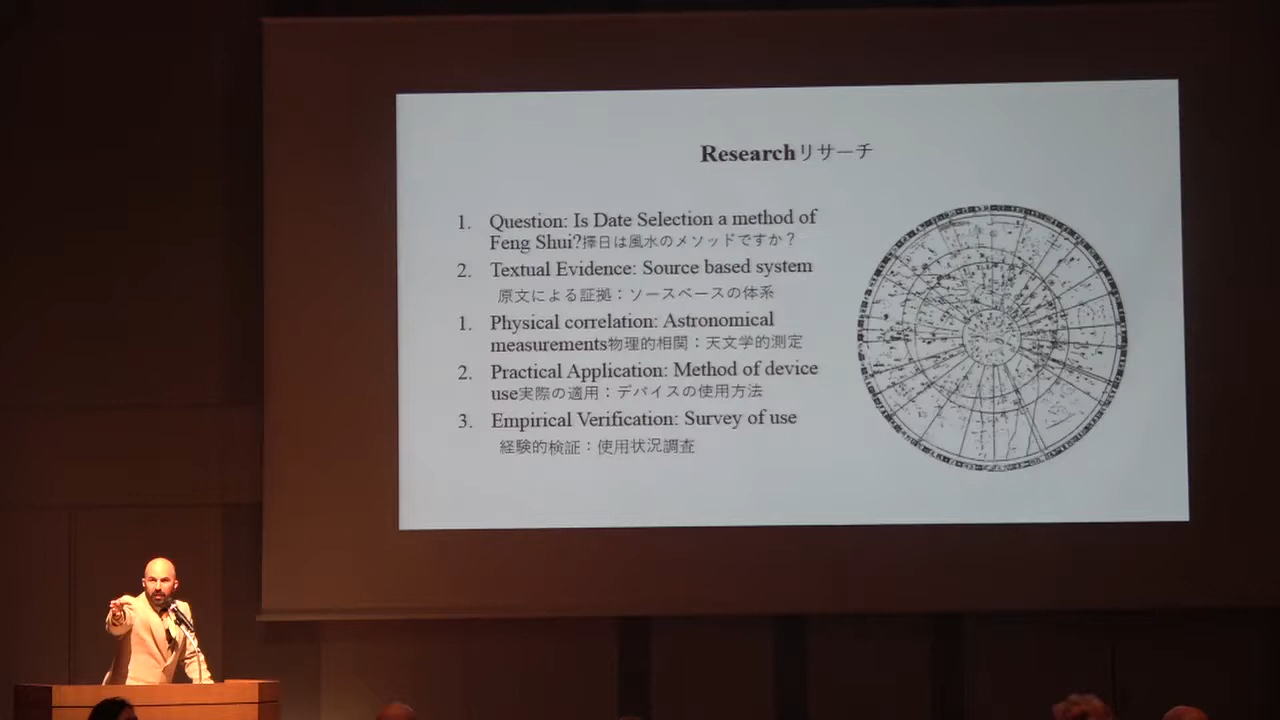 Researchリサーチ
1. Question: Is Date Selection a method of
Feng Shui?擇日は風水のメソッドですか？
2. Textual Evidence: Source based system
原文による証拠：ソースベースの体系
1. Physical correlation: Astronomical
measurements物理的相関：天文学的測定
2. Practical Application: Method of device
use実際の適用：デバイスの使用方法
3. Empirical Verification: Survey of use
経験的検証：使用状況調査